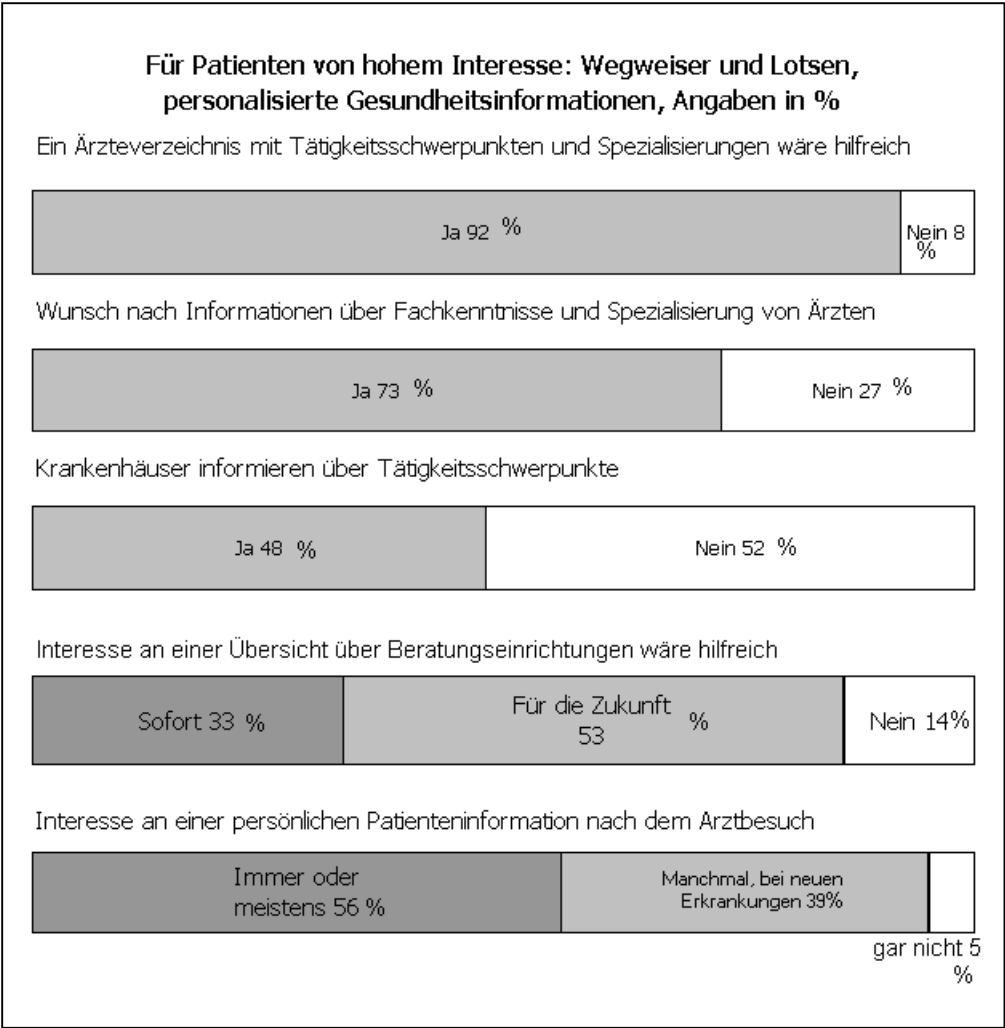 Für Patienten von hohem Interesse: Wegweiser und Lotsen,
personalisierte Gesundheitsinformationen, Angaben in %
Ein Ärzteverzeichnis mit Tätigkeitsschwerpunkten und Spezialisierungen wäre hilfreich
Ja 92 %
Nein 8
%
Wunsch nach Informationen über Fachkenntnisse und Spezialisierung von Ärzten
Ja 73 %
Nein 27 %
Krankenhäuser informieren über Tätigkeitsschwerpunkte
Ja 48 %
Nein 52 %
Interesse an einer Übersicht über Beratungseinrichtungen wäre hilfreich
Sofort 33 %
Für die Zukunft
53 %
Nein 14%
Interesse an einer persönlichen Patienteninformation nach dem Arztbesuch
Immer oder
meistens 56 %
Manchmal, bei neuen
Erkrankungen 39%
gar nicht 5
%